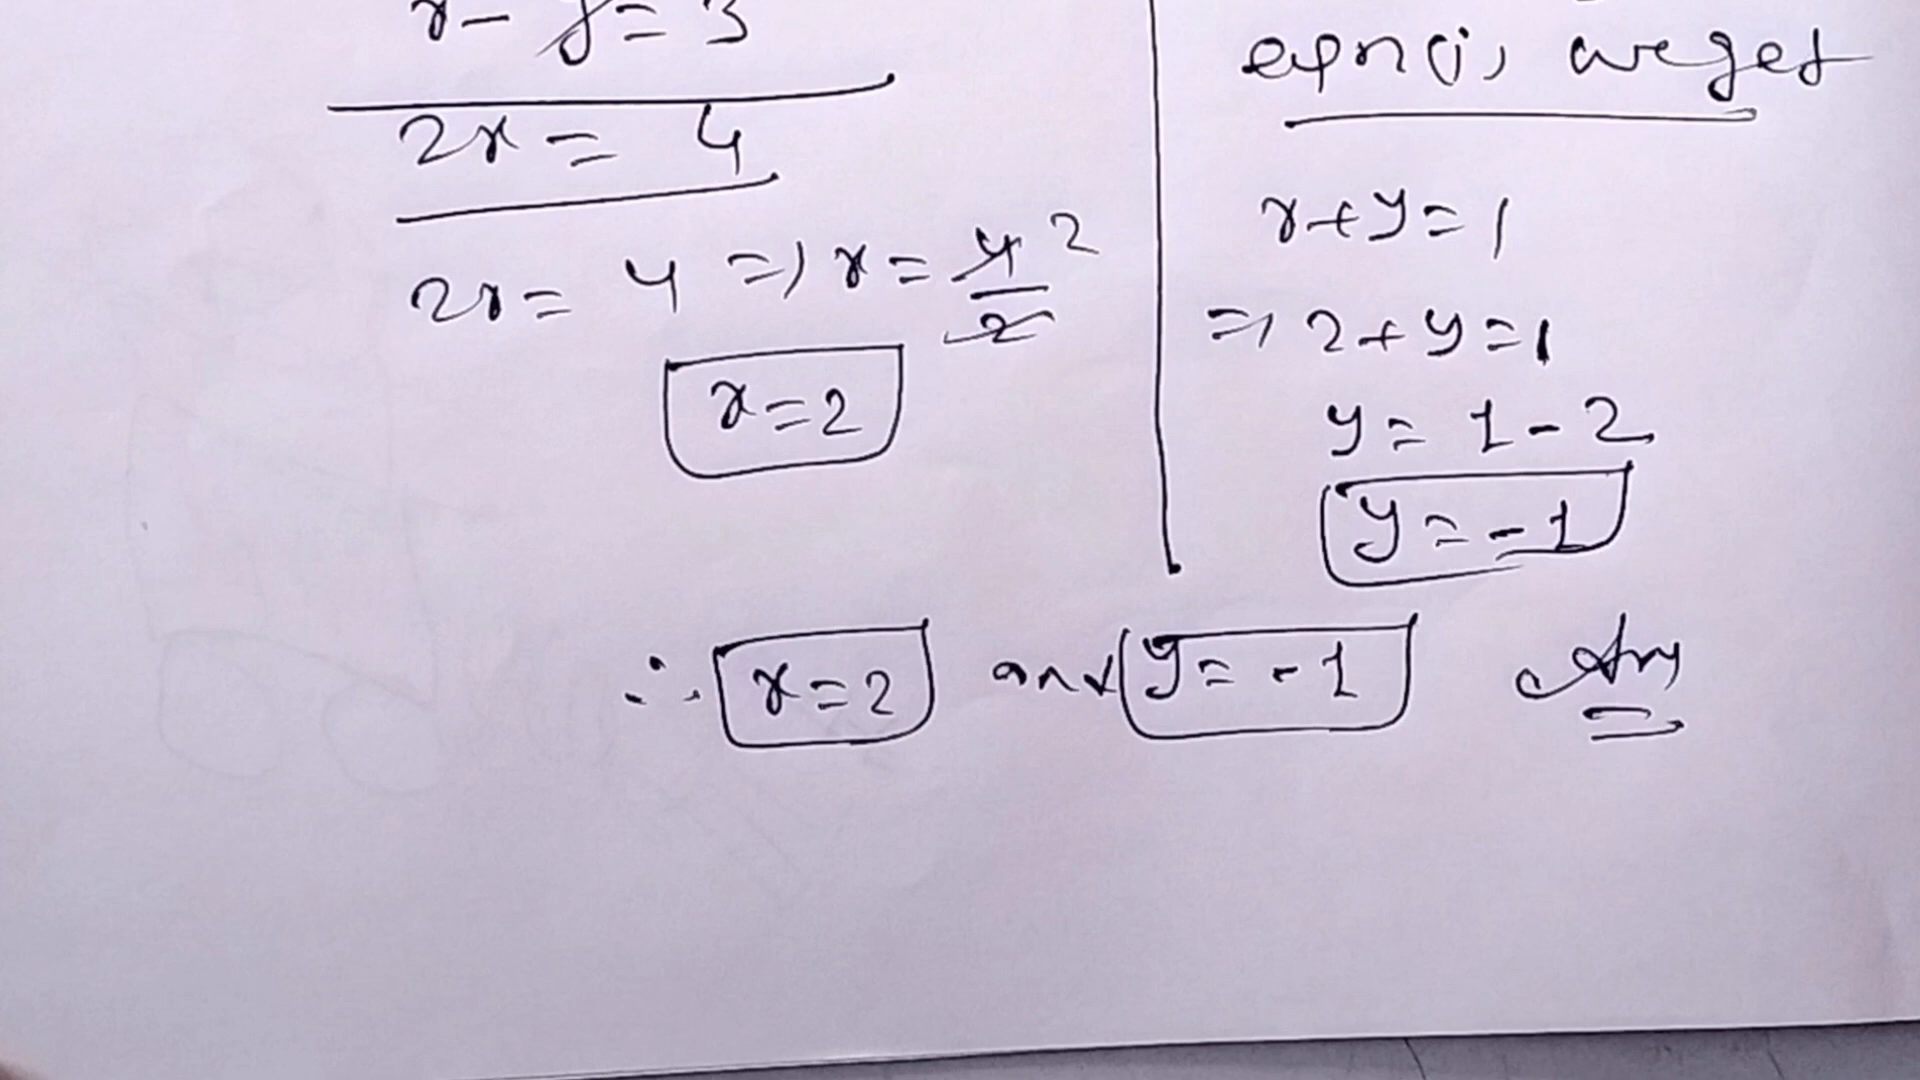 x - y = 3
2x = 4
2x = 4 => x = 4/2 2
x = 2
eqn (i), we get
x + y = 1
=> 2 + y = 1
y = 1 - 2
y = -1
∴ x = 2 and y = -1 Ans